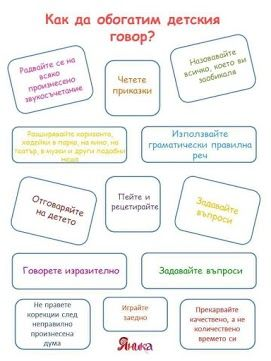 Как да обогатим детския
говор?
Радвайте се на
всяко
произнесено
звукосъчетание
Четете
приказки
Назовавайте
всичко, което ви
заобикаля
Разширявайте кругозора,
ходейки в парка, на кино, на
театър, в музеи и други подобни
неща
Използвайте
граматически правилна
реч
Отговаряйте
на детето
Пейте и
рецетирайте
Задавайте
въпроси
Говорете изразително
Задавайте въпроси
Не правете
корекции след
неправилно
произнесена
дума
Играйте
заедно
Прекарвайте
качествено, а не
количествено
времето си
Яника